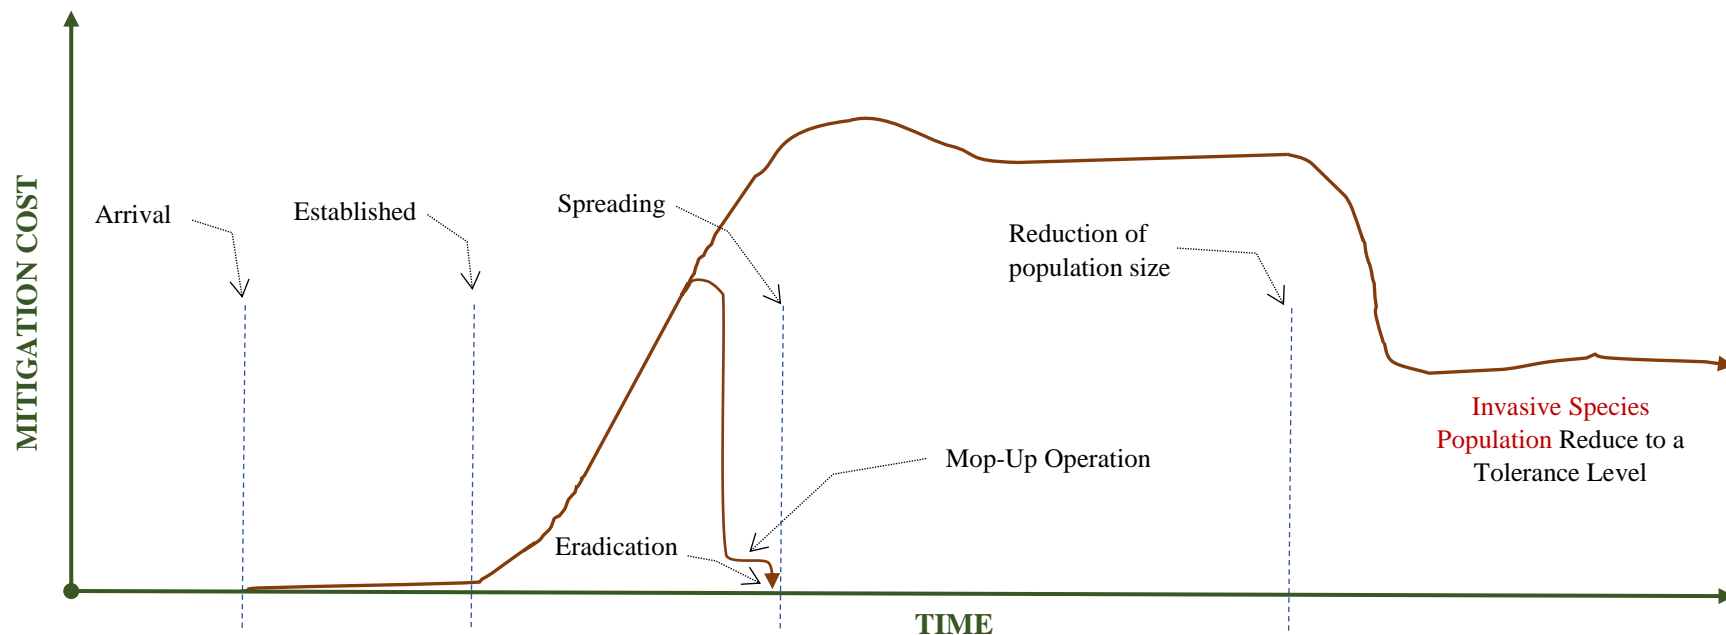 MITIGATION COST
Arrival
Established
Spreading
Reduction of
population size
Invasive Species
Population Reduce to a
Tolerance Level
Mop-Up Operation
Eradication
TIME